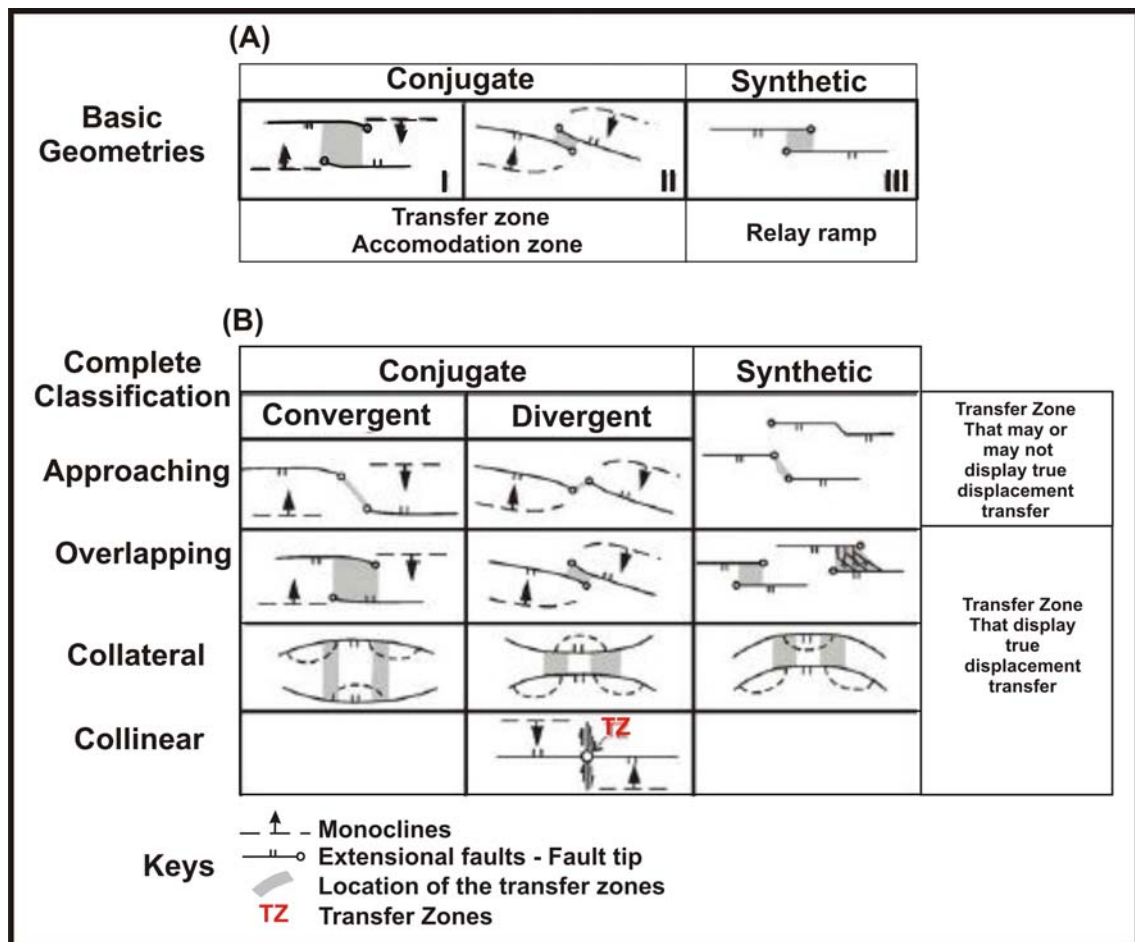 (A)
Basic
Geometries
Conjugate
Synthetic
I
II
III
Transfer zone
Accomodation zone
Relay ramp
(B)
Complete
Classification
Conjugate
Synthetic
Convergent
Divergent
Approaching
Transfer Zone
That may or
may not
display true
displacement
transfer
Overlapping
Transfer Zone
That display
true
displacement
transfer
Collateral
Collinear
TZ
Keys
Monoclines
Extensional faults - Fault tip
Location of the transfer zones
TZ Transfer Zones